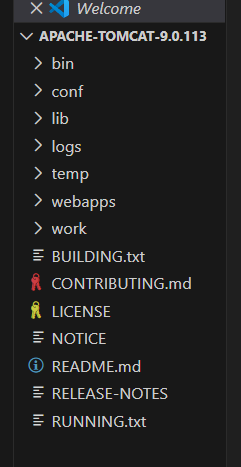 Welcome
APACHE-TOMCAT-9.0.113
bin
conf
lib
logs
temp
webapps
work
BUILDING.txt
CONTRIBUTING.md
LICENSE
NOTICE
README.md
RELEASE-NOTES
RUNNING.txt